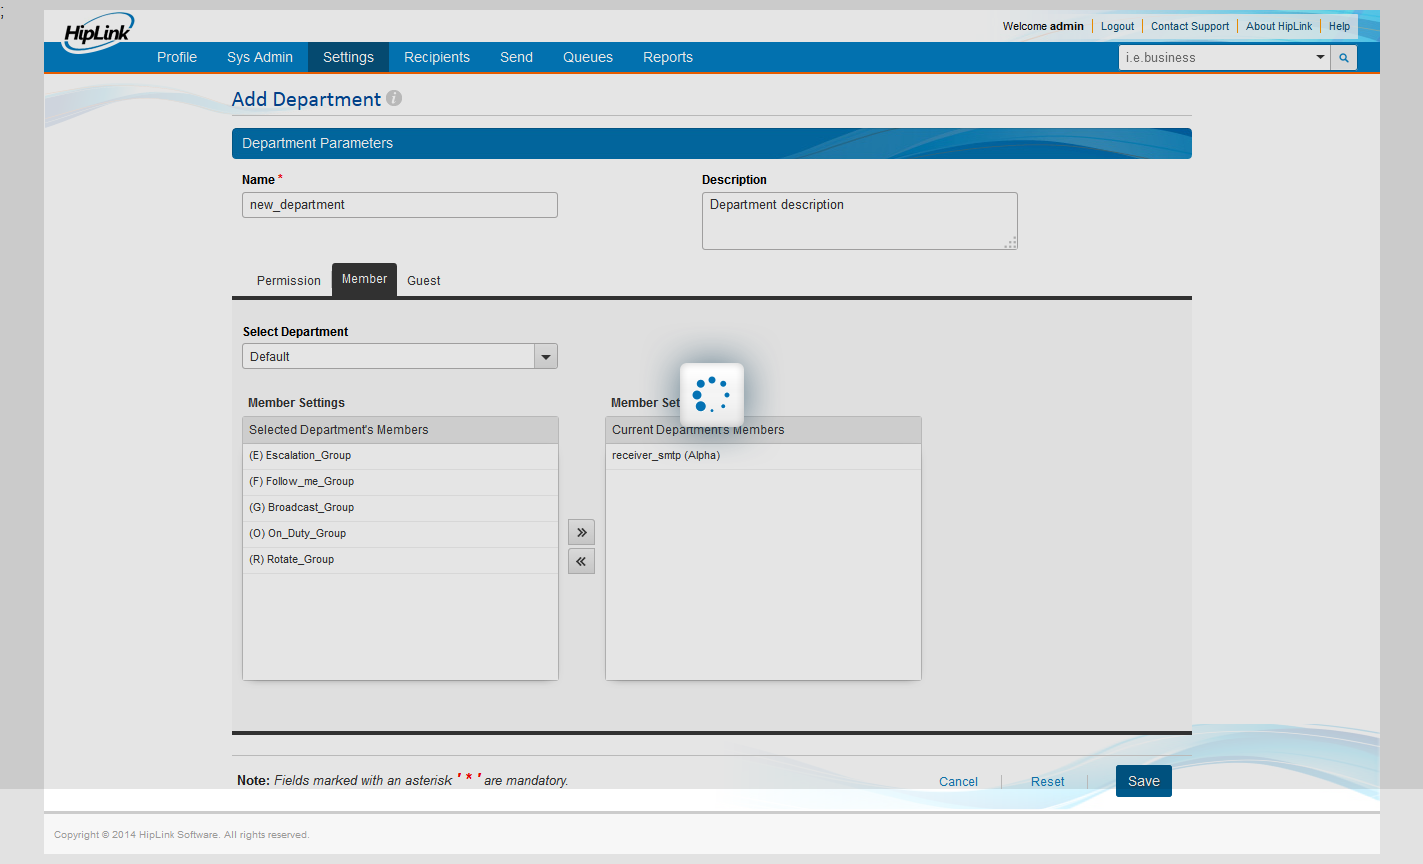 ;
HipLink
Welcome admin Logout Contact Support About HipLink Help
Profile Sys Admin Settings Recipients Send Queues Reports i.e.business
Add Department i
Department Parameters
Name * Description
new_department Department description
Permission Member Guest
Select Department
Default
Member Settings Member Set
Selected Department's Members Current Department's Members
(E) Escalation_Group receiver_smtp (Alpha)
(F) Follow_me_Group
(G) Broadcast_Group
(O) On_Duty_Group
(R) Rotate_Group
» 
«
Note: Fields marked with an asterisk ' * ' are mandatory. Cancel Reset Save
Copyright © 2014 HipLink Software. All rights reserved.